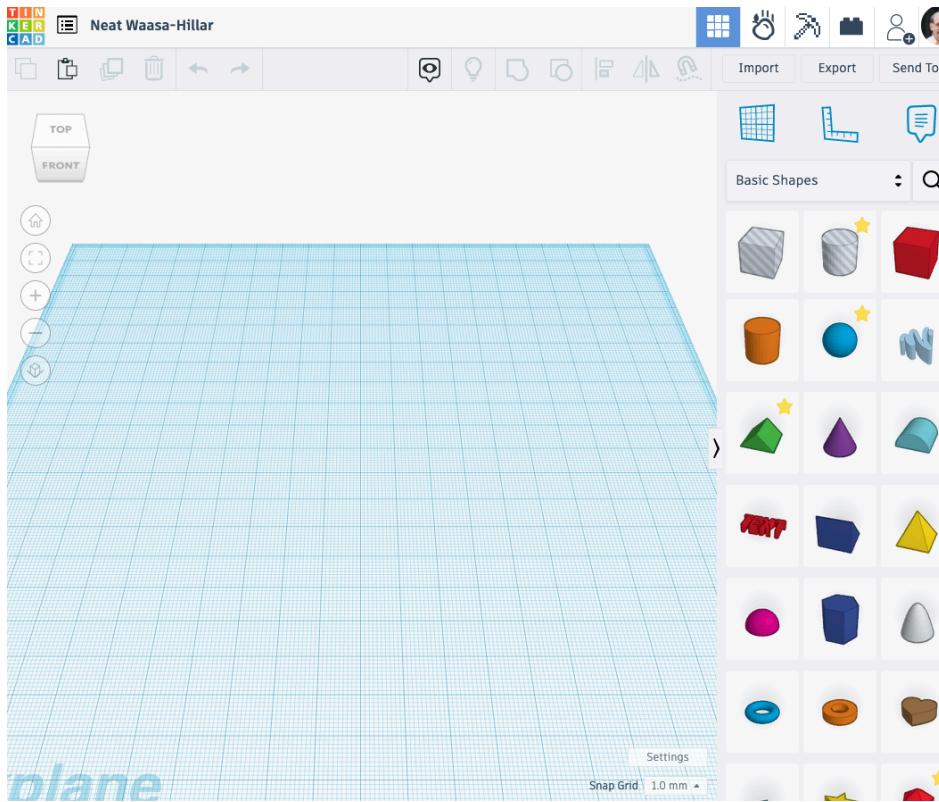 TIN
KER
CAD
Neat Waasa-Hillar
Import
Export
Send To
TOP
FRONT
Basic Shapes
TEXT
Settings
Snap Grid
1.0 mm
plane